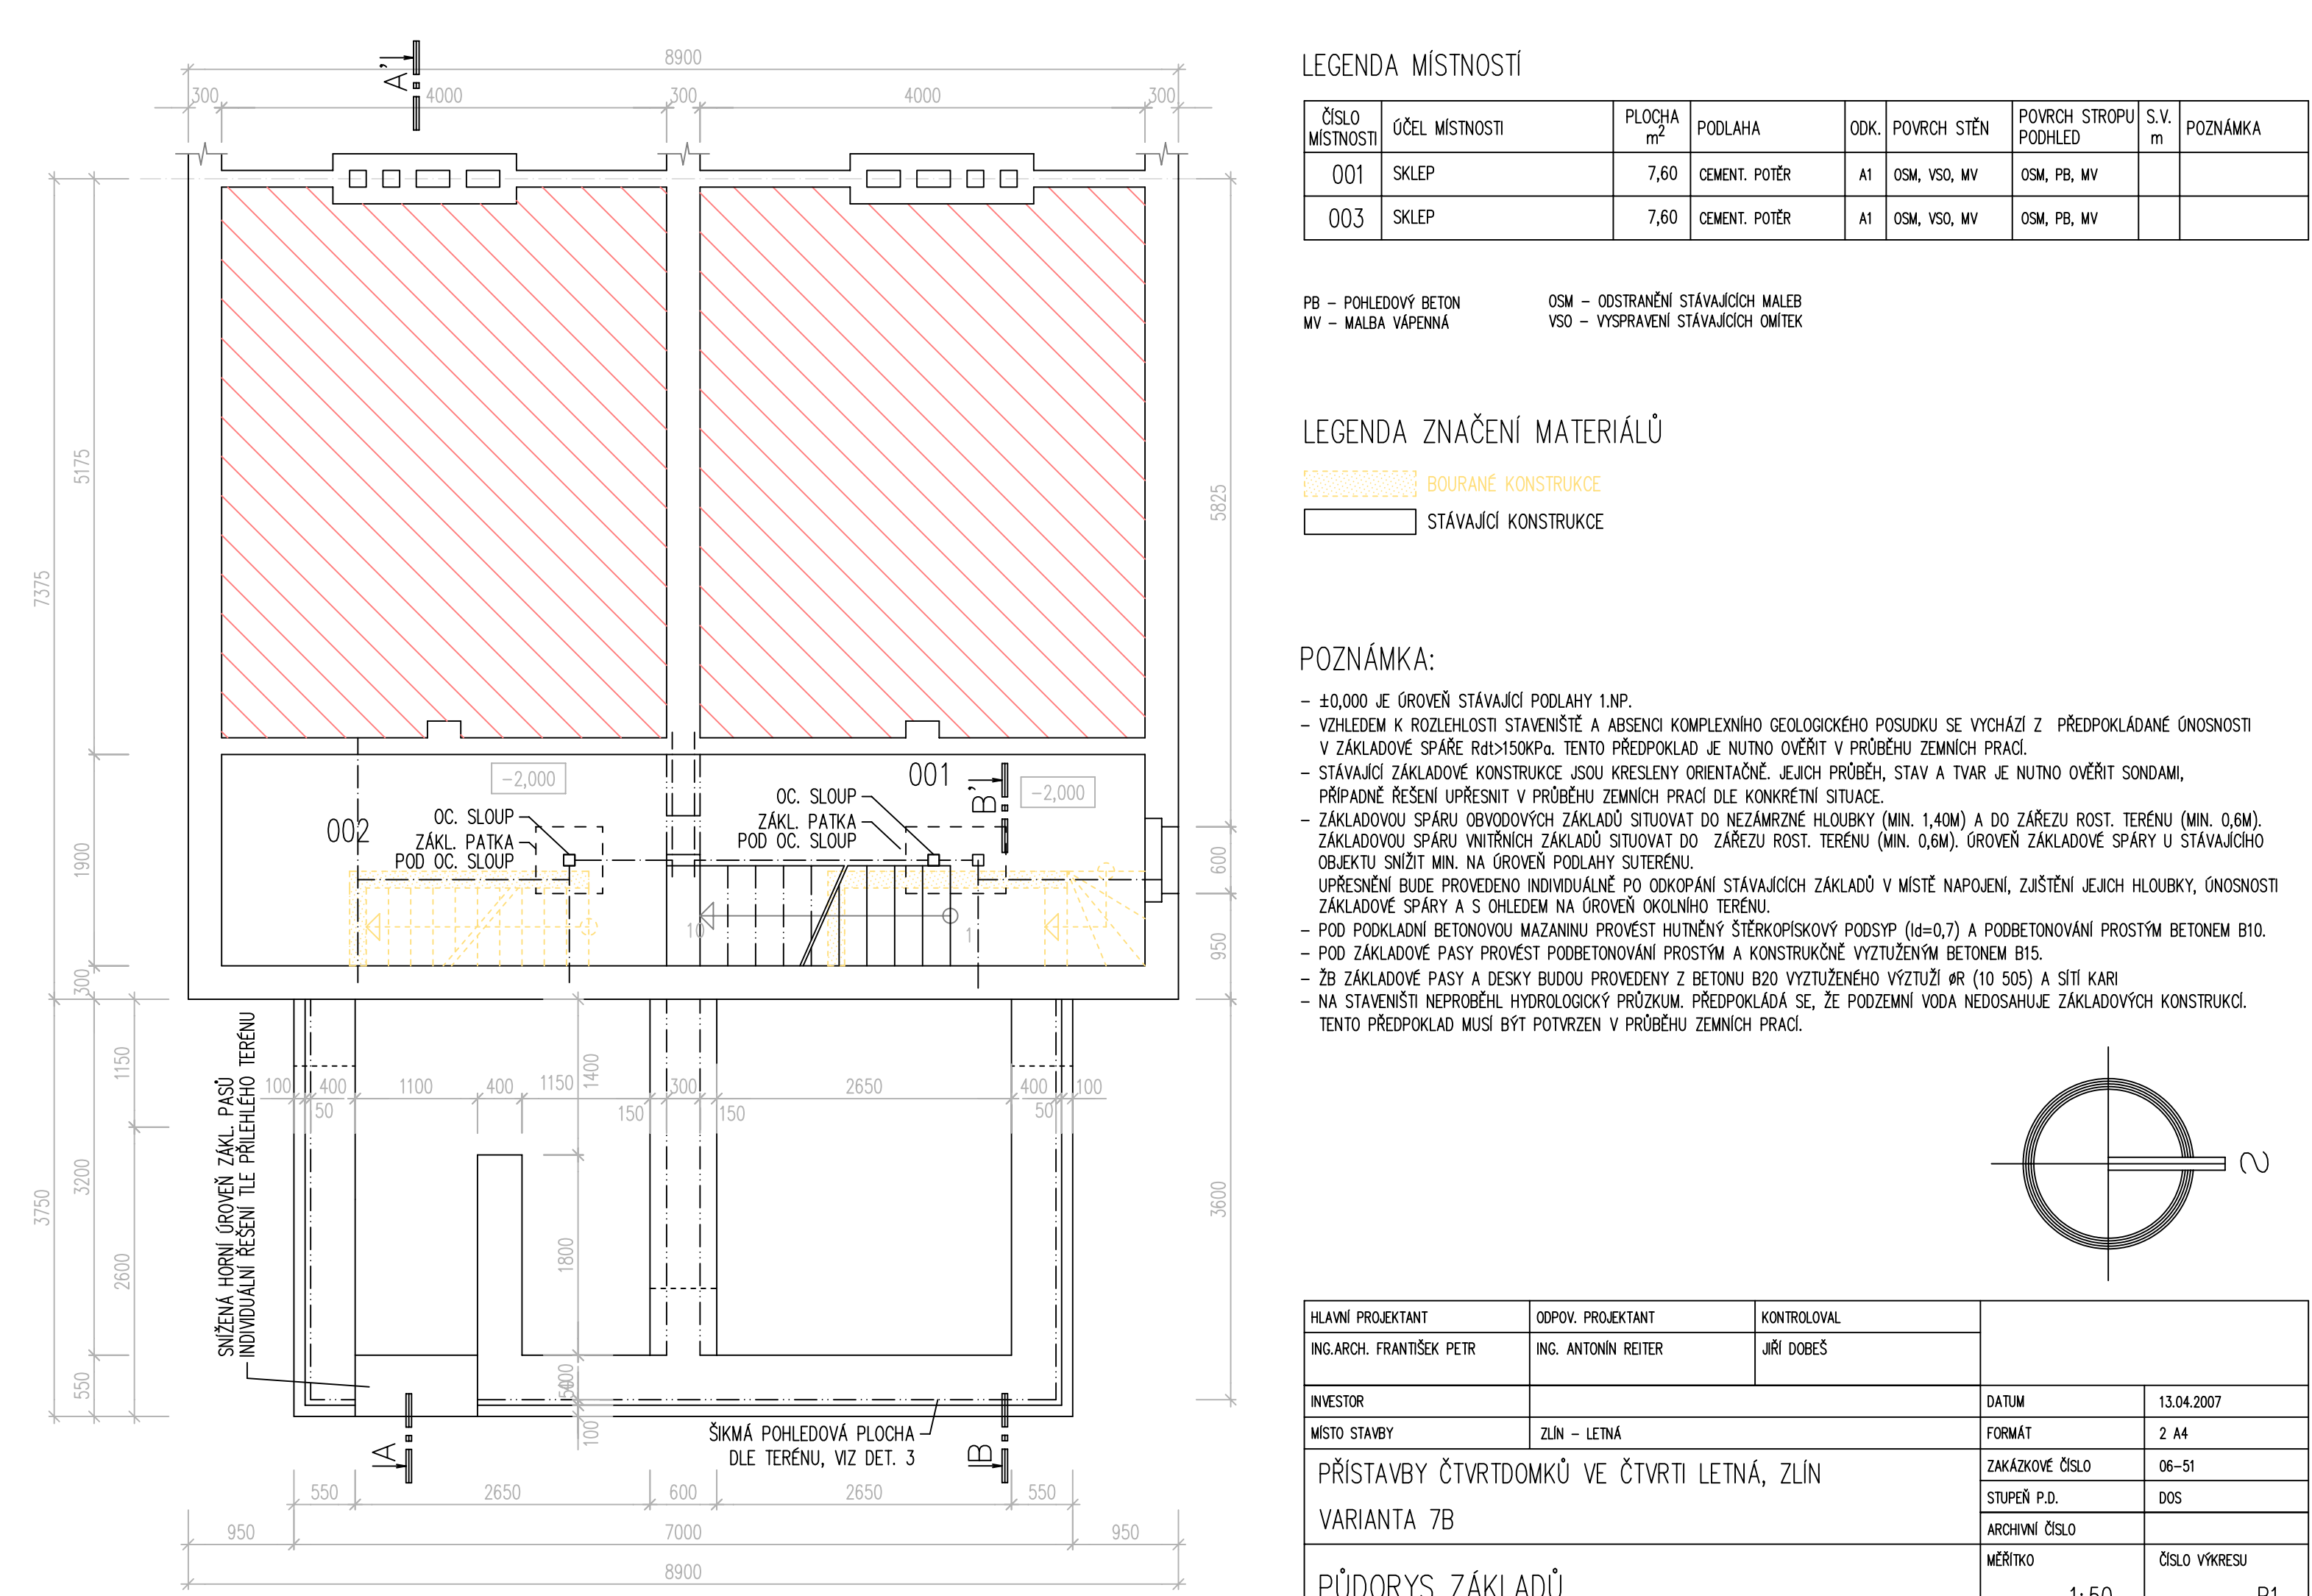 8900
300
4000
300
4000
300
A'
5175
7375
5825
1900
300
600
950
-2,000
002
OC. SLOUP
ZÁKL. PATKA
POD OC. SLOUP
001
-2,000
OC. SLOUP
ZÁKL. PATKA
POD OC. SLOUP
B'
10
1
1150
3200
3750
2600
550
3600
SNÍŽENÁ HORNÍ ÚROVEŇ ZÁKL. PASŮ
INDIVIDUÁLNÍ ŘEŠENÍ TLE PŘILEHLÉHO TERÉNU
100
400
50
1100
400
1150
1400
150
300
150
2650
400
50
100
1800
100
A
B
ŠIKMÁ POHLEDOVÁ PLOCHA
DLE TERÉNU, VIZ DET. 3
550
2650
600
2650
550
950
7000
950
8900
LEGENDA MÍSTNOSTÍ
ČÍSLO MÍSTNOSTI ÚČEL MÍSTNOSTI PLOCHA m² PODLAHA ODK. POVRCH STĚN POVRCH STROPU PODHLED S.V. m POZNÁMKA
001 SKLEP 7,60 CEMENT. POTĚR A1 OSM, VSO, MV OSM, PB, MV
003 SKLEP 7,60 CEMENT. POTĚR A1 OSM, VSO, MV OSM, PB, MV
PB – POHLEDOVÝ BETON
MV – MALBA VÁPENNÁ
OSM – ODSTRANĚNÍ STÁVAJÍCÍCH MALEB
VSO – VYSPRAVENÍ STÁVAJÍCÍCH OMÍTEK
LEGENDA ZNAČENÍ MATERIÁLŮ
BOURANÉ KONSTRUKCE
STÁVAJÍCÍ KONSTRUKCE
POZNÁMKA:
– ±0,000 JE ÚROVEŇ STÁVAJÍCÍ PODLAHY 1.NP.
– VZHLEDEM K ROZLEHLOSTI STAVENIŠTĚ A ABSENCI KOMPLEXNÍHO GEOLOGICKÉHO POSUDKU SE VYCHÁZÍ Z PŘEDPOKLÁDANÉ ÚNOSNOSTI
V ZÁKLADOVÉ SPÁŘE Rdt>150KPa. TENTO PŘEDPOKLAD JE NUTNO OVĚŘIT V PRŮBĚHU ZEMNÍCH PRACÍ.
– STÁVAJÍCÍ ZÁKLADOVÉ KONSTRUKCE JSOU KRESLENY ORIENTAČNĚ. JEJICH PRŮBĚH, STAV A TVAR JE NUTNO OVĚŘIT SONDAMI,
PŘÍPADNĚ ŘEŠENÍ UPŘESNIT V PRŮBĚHU ZEMNÍCH PRACÍ DLE KONKRÉTNÍ SITUACE.
– ZÁKLADOVOU SPÁRU OBVODOVÝCH ZÁKLADŮ SITUOVAT DO NEZÁMRZNÉ HLOUBKY (MIN. 1,40M) A DO ZÁŘEZU ROST. TERÉNU (MIN. 0,6M).
ZÁKLADOVOU SPÁRU VNITŘNÍCH ZÁKLADŮ SITUOVAT DO ZÁŘEZU ROST. TERÉNU (MIN. 0,6M). ÚROVEŇ ZÁKLADOVÉ SPÁRY U STÁVAJÍCÍHO
OBJEKTU SNÍŽIT MIN. NA ÚROVEŇ PODLAHY SUTERÉNU.
UPŘESNĚNÍ BUDE PROVEDENO INDIVIDUÁLNĚ PO ODKOPÁNÍ STÁVAJÍCÍCH ZÁKLADŮ V MÍSTĚ NAPOJENÍ, ZJIŠTĚNÍ JEJICH HLOUBKY, ÚNOSNOSTI
ZÁKLADOVÉ SPÁRY A S OHLEDEM NA ÚROVEŇ OKOLNÍHO TERÉNU.
– POD PODKLADNÍ BETONOVOU MAZANINU PROVÉST HUTNĚNÝ ŠTĚRKOPÍSKOVÝ PODSYP (Id=0,7) A PODBETONOVÁNÍ PROSTÝM BETONEM B10.
– POD ZÁKLADOVÉ PASY PROVÉST PODBETONOVÁNÍ PROSTÝM A KONSTRUKČNĚ VYZTUŽENÝM BETONEM B15.
– ŽB ZÁKLADOVÉ PASY A DESKY BUDOU PROVEDENY Z BETONU B20 VYZTUŽENÉHO VÝZTUŽÍ øR (10 505) A SÍTÍ KARI
– NA STAVENIŠTI NEPROBĚHL HYDROLOGICKÝ PRŮZKUM. PŘEDPOKLÁDÁ SE, ŽE PODZEMNÍ VODA NEDOSAHUJE ZÁKLADOVÝCH KONSTRUKCÍ.
TENTO PŘEDPOKLAD MUSÍ BÝT POTVRZEN V PRŮBĚHU ZEMNÍCH PRACÍ.
S
HLAVNÍ PROJEKTANT ODPOV. PROJEKTANT KONTROLOVAL
ING.ARCH. FRANTIŠEK PETR ING. ANTONÍN REITER JIŘÍ DOBEŠ
INVESTOR DATUM 13.04.2007
MÍSTO STAVBY ZLÍN – LETNÁ FORMÁT 2 A4
PŘÍSTAVBY ČTVRTDOMKŮ VE ČTVRTI LETNÁ, ZLÍN
VARIANTA 7B
ZAKÁZKOVÉ ČÍSLO 06-51
STUPEŇ P.D. DOS
ARCHIVNÍ ČÍSLO
PŮDORYS ZÁKLADŮ
MĚŘÍTKO ČÍSLO VÝKRESU
1:50 P1